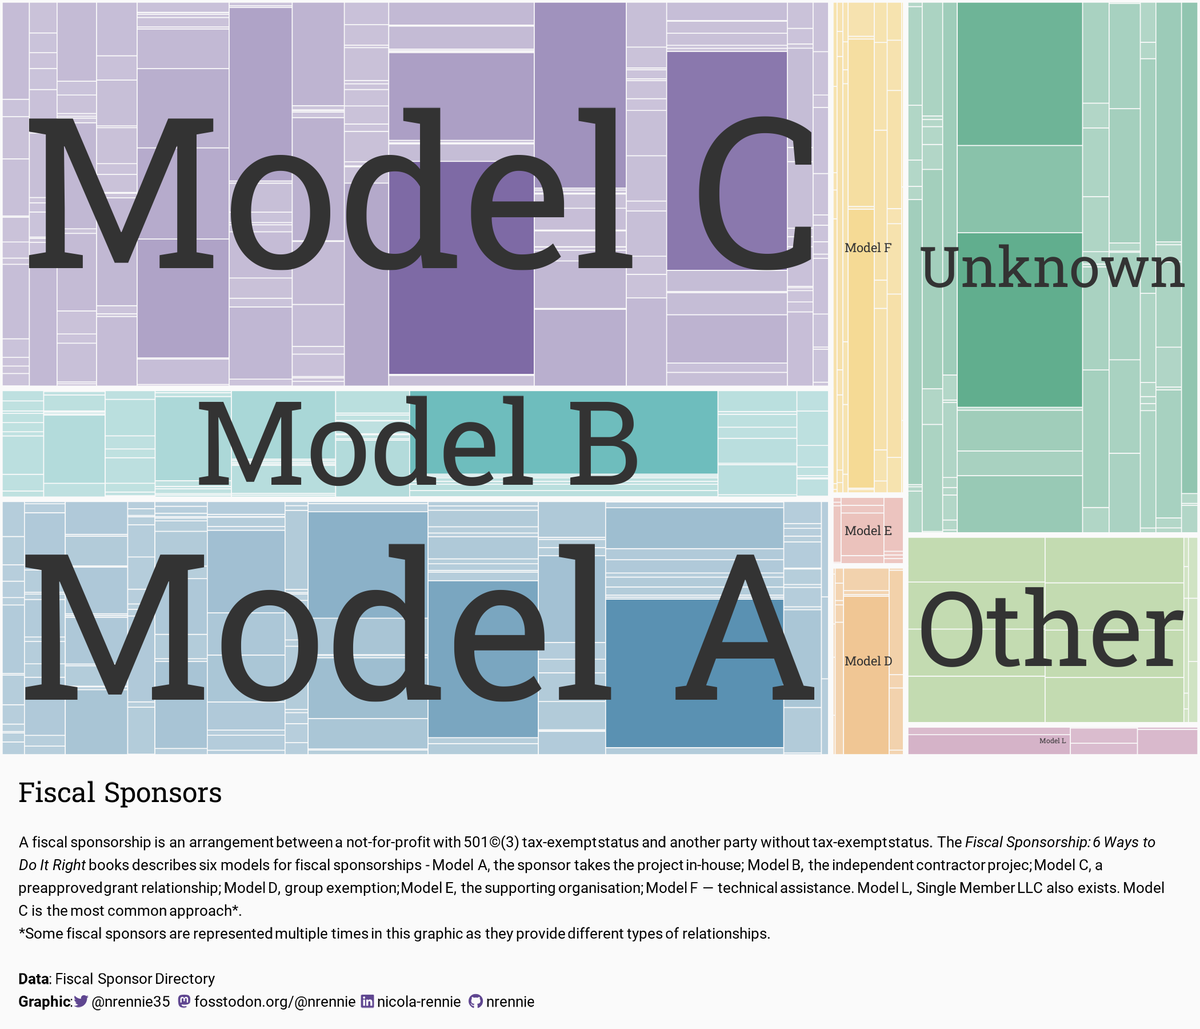 Model C
Model F
Unknown
Model B
Model E
Model A
Model D
Other
Model L
Fiscal Sponsors
A fiscal sponsorship is an arrangement between a not-for-profit with 501©(3) tax-exempt status and another party without tax-exempt status. The Fiscal Sponsorship: 6 Ways to
Do It Right books describes six models for fiscal sponsorships - Model A, the sponsor takes the project in-house; Model B, the independent contractor projec; Model C, a
preapproved grant relationship; Model D, group exemption; Model E, the supporting organisation; Model F — technical assistance. Model L, Single Member LLC also exists. Model
C is the most common approach*.
*Some fiscal sponsors are represented multiple times in this graphic as they provide different types of relationships.
Data: Fiscal Sponsor Directory
Graphic: @nrennie35 fosstodon.org/@nrennie nicola-rennie nrennie